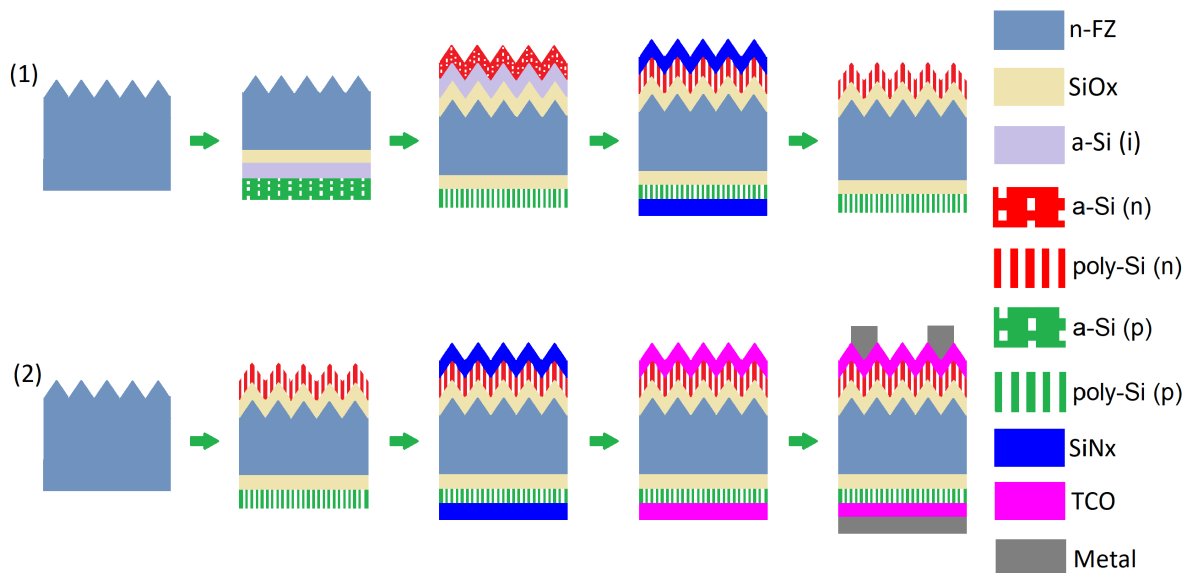 (1)
(2)
n-FZ
SiOx
a-Si (i)
a-Si (n)
poly-Si (n)
a-Si (p)
poly-Si (p)
SiNx
TCO
Metal